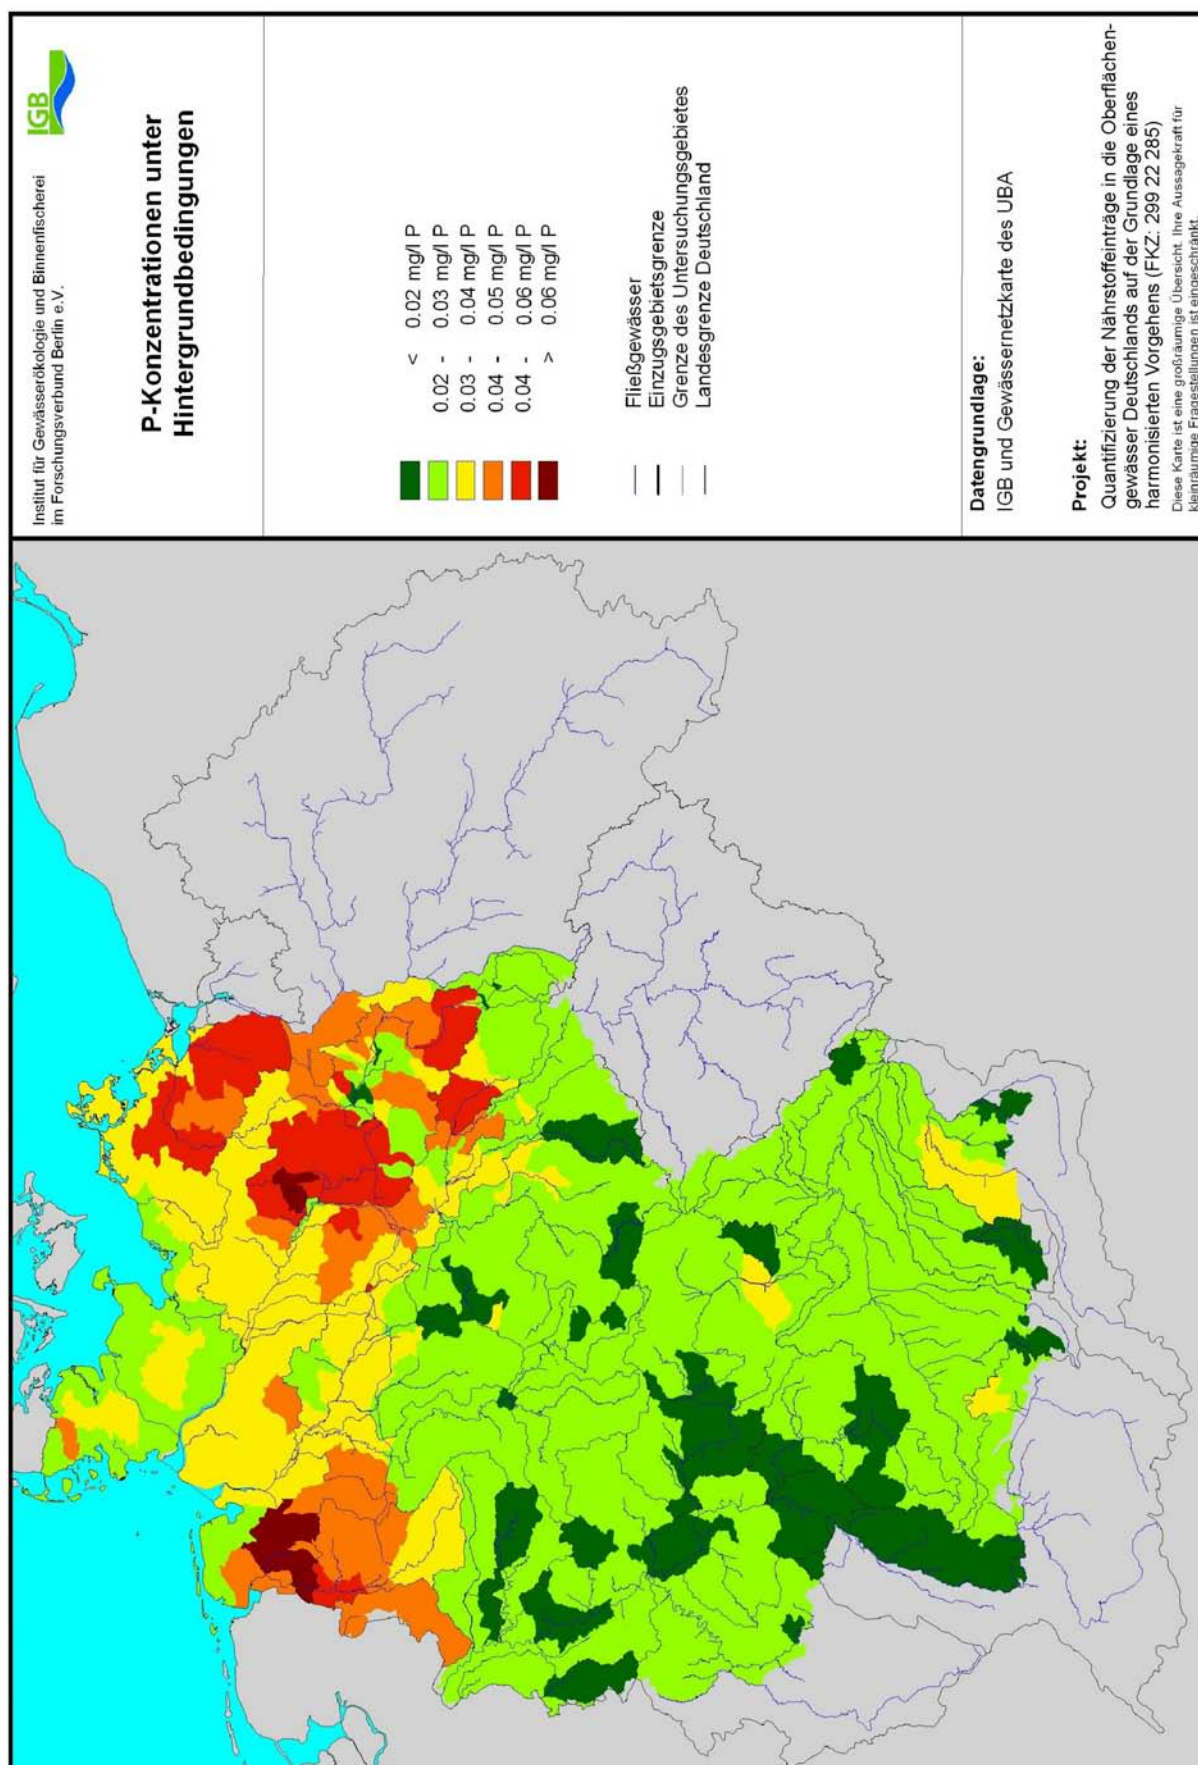 Institut für Gewässerökologie und Binnenfischerei
im Forschungsverbund Berlin e.V.
IGB
P-Konzentrationen unter
Hintergrundbedingungen
< 0.02 mg/l P
0.02 - 0.03 mg/l P
0.03 - 0.04 mg/l P
0.04 - 0.05 mg/l P
0.04 - 0.06 mg/l P
> 0.06 mg/l P
Fließgewässer
Einzugsgebietsgrenze
Grenze des Untersuchungsgebietes
Landesgrenze Deutschland
Datengrundlage:
IGB und Gewässernetzkarte des UBA
Projekt:
Quantifizierung der Nährstoffeinträge in die Oberflächen-
gewässer Deutschlands auf der Grundlage eines
harmonisierten Vorgehens (FKZ: 299 22 285)
Diese Karte ist eine großräumige Übersicht. Ihre Aussagekraft für
kleinräumige Fragestellungen ist eingeschränkt.